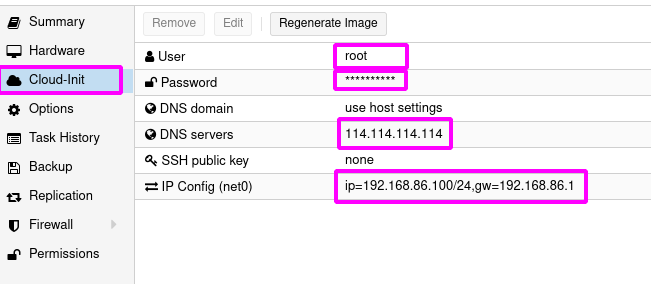 Summary
Hardware
Cloud-Init
Options
Task History
Backup
Replication
Firewall
Permissions
Remove Edit Regenerate Image
User root
Password **********
DNS domain use host settings
DNS servers 114.114.114.114
SSH public key none
IP Config (net0) ip=192.168.86.100/24,gw=192.168.86.1